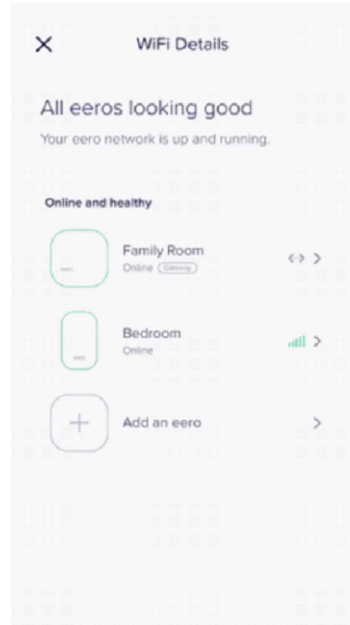 WiFi Details
All eeros looking good
Your eero network is up and running.
Online and healthy
Family Room
Online Gateway
Bedroom
Online
Add an eero